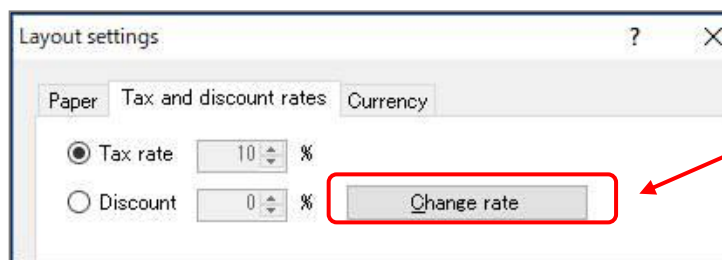 Layout settings ?
Paper Tax and discount rates Currency
Tax rate 10 %
Discount 0 % Change rate